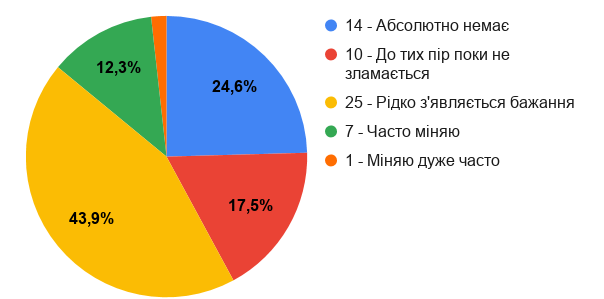 14 - Абсолютно немає
10 - До тих пір поки не
зламається
25 - Рідко з'являється бажання
7 - Часто міняю
1 - Міняю дуже часто
24,6%
17,5%
43,9%
12,3%